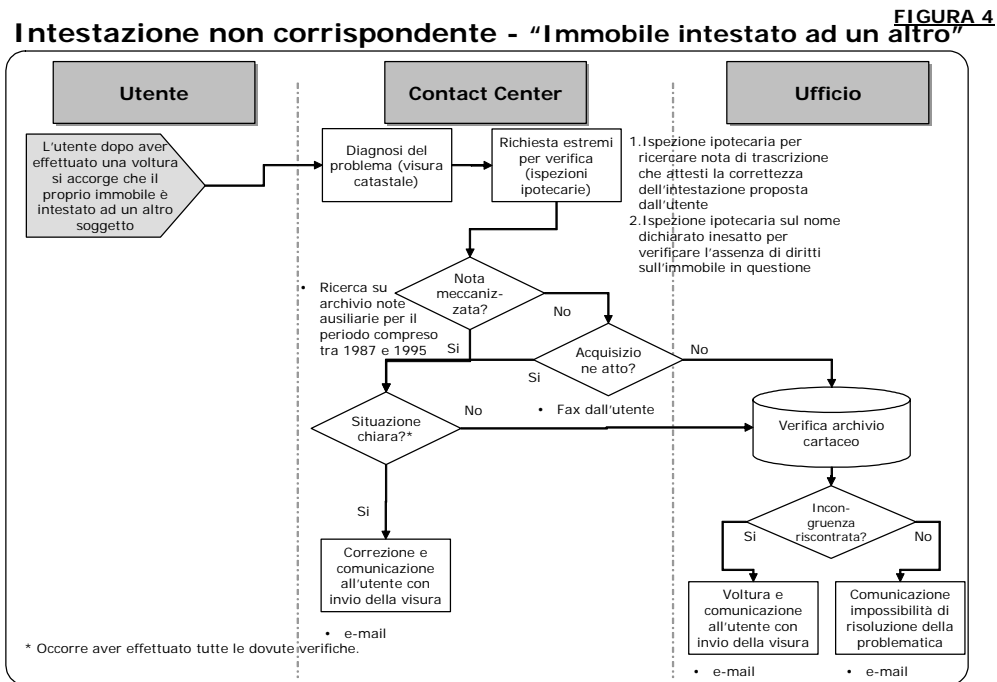 FIGURA 4
Intestazione non corrispondente - “Immobile intestato ad un altro”
Utente
Contact Center
Ufficio
L'utente dopo aver
effettuato una voltura
si accorge che il
proprio immobile è
intestato ad un altro
soggetto
Diagnosi del
problema (visura
catastale)
Richiesta estremi
per verifica
(ispezioni
ipotecarie)
1.Ispezione ipotecaria per
ricercare nota di trascrizione
che attesti la correttezza
dell'intestazione proposta
dall'utente
2.Ispezione ipotecaria sul nome
dichiarato inesatto per
verificare l'assenza di diritti
sull'immobile in questione
• Ricerca su
archivio note
ausiliarie per il
periodo compreso
tra 1987 e 1995
Nota
meccaniz-
zata?
No
Si
Acquisizio
ne atto?
No
Si
• Fax dall'utente
Situazione
chiara?*
No
Si
Verifica archivio
cartaceo
Incon-
gruenza
riscontrata?
Si
No
Correzione e
comunicazione
all'utente con
invio della visura
• e-mail
Voltura e
comunicazione
all'utente con
invio della visura
• e-mail
Comunicazione
impossibilità di
risoluzione della
problematica
• e-mail
* Occorre aver effettuato tutte le dovute verifiche.